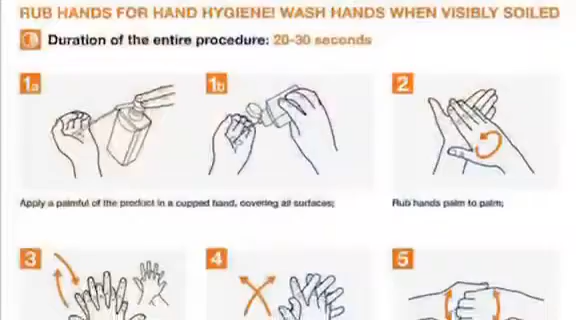 RUB HANDS FOR HAND HYGIENE! WASH HANDS WHEN VISIBLY SOILED
Duration of the entire procedure: 20-30 seconds
1a
1b
2
Apply a palmful of the product in a cupped hand, covering all surfaces;
Rub hands palm to palm;
3
4
5